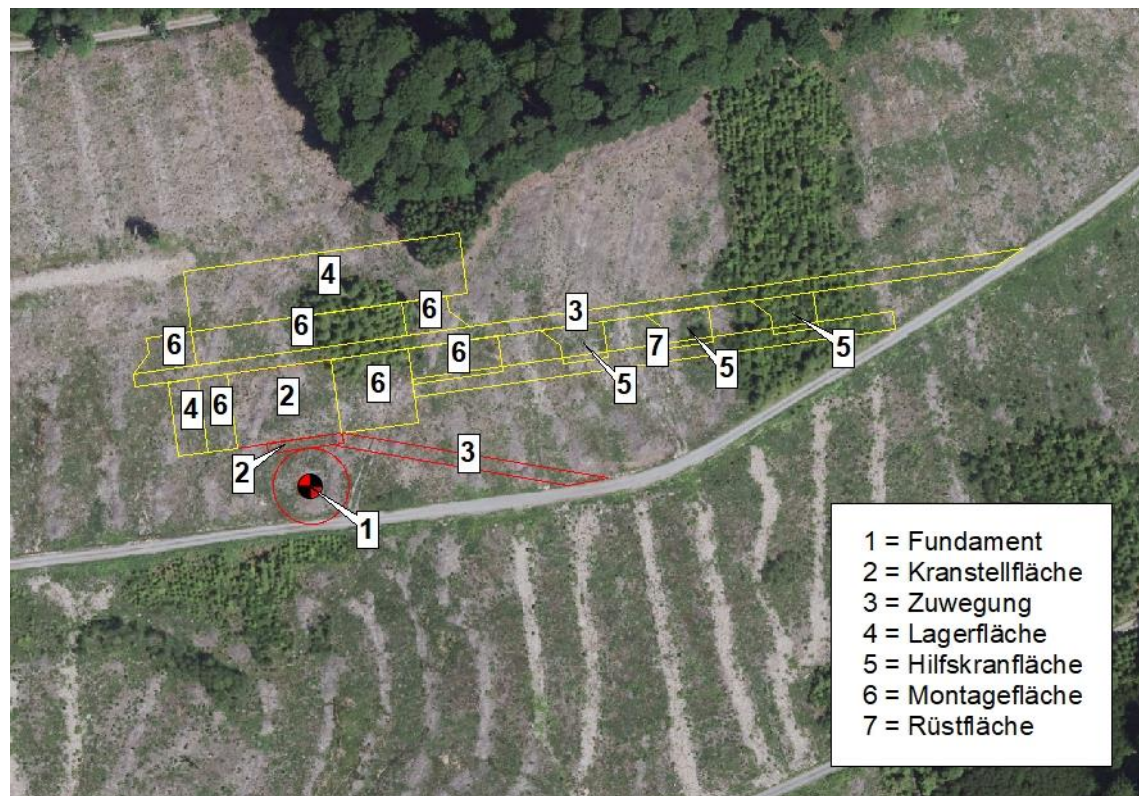 4
6
6
6
3
6
7
5
5
5
4
6
2
6
3
2
1
1 = Fundament
2 = Kranstellfläche
3 = Zuwegung
4 = Lagerfläche
5 = Hilfskranfläche
6 = Montagefläche
7 = Rüstfläche